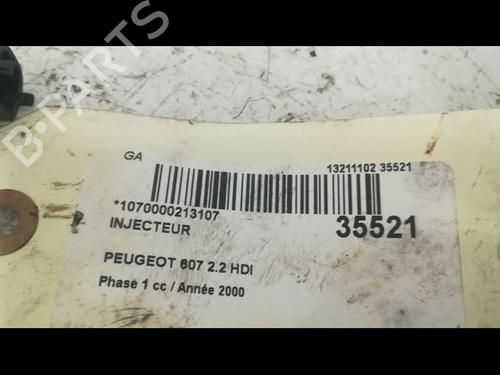 GA
13211102 35521
*1070000213107
INJECTEUR
35521
PEUGEOT 607 2.2 HDI
Phase 1 cc / Année 2000
B-PARTS